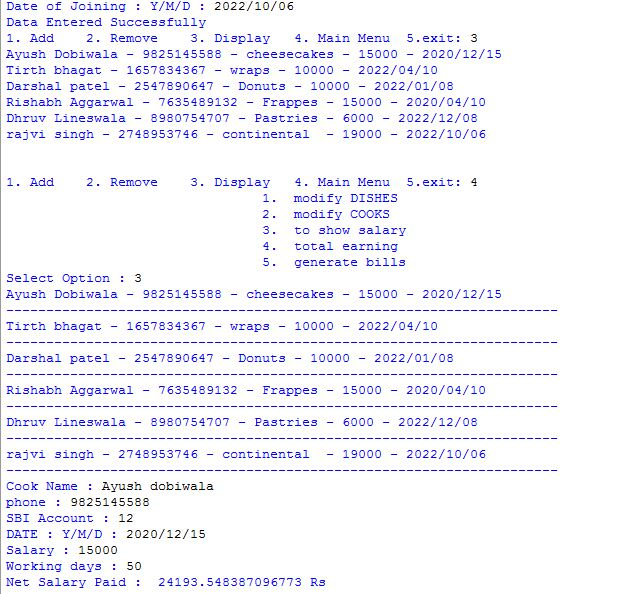 Date of Joining : Y/M/D : 2022/10/06
Data Entered Successfully
1. Add    2. Remove    3. Display   4. Main Menu  5.exit: 3
Ayush Dobiwala - 9825145588 - cheesecakes - 15000 - 2020/12/15
Tirth bhagat - 1657834367 - wraps - 10000 - 2022/04/10
Darshal patel - 2547890647 - Donuts - 10000 - 2022/01/08
Rishabh Aggarwal - 7635489132 - Frappes - 15000 - 2020/04/10
Dhruv Lineswala - 8980754707 - Pastries - 6000 - 2022/12/08
rajvi singh - 2748953746 - continental  - 19000 - 2022/10/06
1. Add    2. Remove    3. Display   4. Main Menu  5.exit: 4
1.  modify DISHES
2.  modify COOKS
3.  to show salary
4.  total earning
5.  generate bills
Select Option : 3
Ayush Dobiwala - 9825145588 - cheesecakes - 15000 - 2020/12/15
---------------------------------------------------------------------
Tirth bhagat - 1657834367 - wraps - 10000 - 2022/04/10
---------------------------------------------------------------------
Darshal patel - 2547890647 - Donuts - 10000 - 2022/01/08
---------------------------------------------------------------------
Rishabh Aggarwal - 7635489132 - Frappes - 15000 - 2020/04/10
---------------------------------------------------------------------
Dhruv Lineswala - 8980754707 - Pastries - 6000 - 2022/12/08
---------------------------------------------------------------------
rajvi singh - 2748953746 - continental  - 19000 - 2022/10/06
---------------------------------------------------------------------
Cook Name : Ayush dobiwala
phone : 9825145588
SBI Account : 12
DATE : Y/M/D : 2020/12/15
Salary : 15000
Working days : 50
Net Salary Paid :  24193.548387096773 Rs